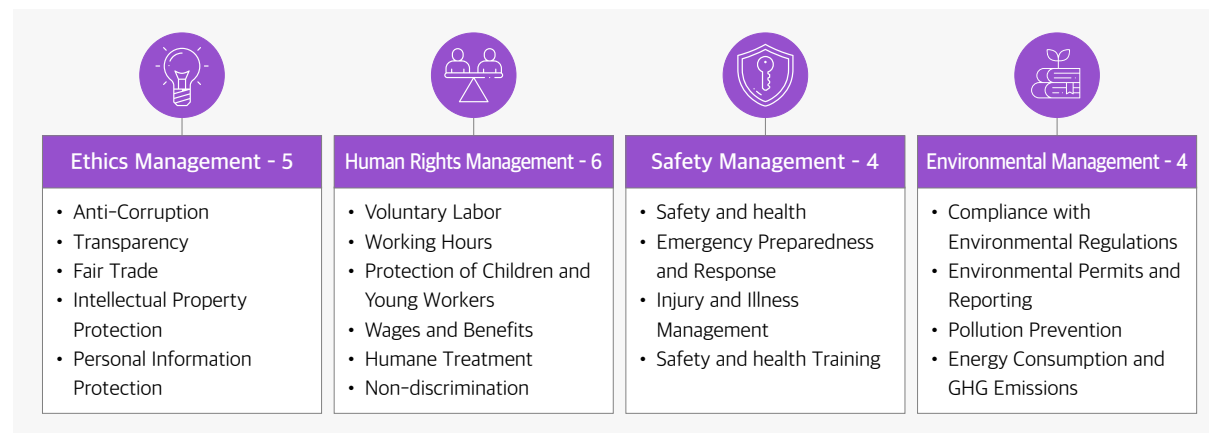 Ethics Management - 5
• Anti-Corruption
• Transparency
• Fair Trade
• Intellectual Property
Protection
• Personal Information
Protection
Human Rights Management - 6
• Voluntary Labor
• Working Hours
• Protection of Children and
Young Workers
• Wages and Benefits
• Humane Treatment
• Non-discrimination
Safety Management - 4
• Safety and health
• Emergency Preparedness
and Response
• Injury and Illness
Management
• Safety and health Training
Environmental Management - 4
• Compliance with
Environmental Regulations
• Environmental Permits and
Reporting
• Pollution Prevention
• Energy Consumption and
GHG Emissions